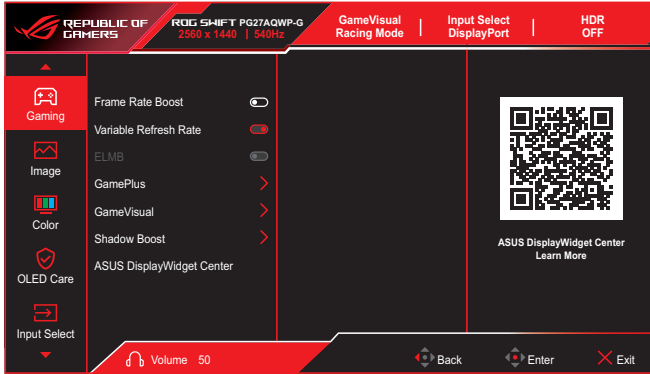 REPUBLIC OF
GAMERS
ROG SWIFT PG27AQWP-G
2560 x 1440 | 540Hz
GameVisual
Racing Mode
Input Select
DisplayPort
HDR
OFF
Gaming
Image
Color
OLED Care
Input Select
Frame Rate Boost
Variable Refresh Rate
ELMB
GamePlus
GameVisual
Shadow Boost
ASUS DisplayWidget Center
ASUS DisplayWidget Center
Learn More
Volume 50
Back
Enter
Exit